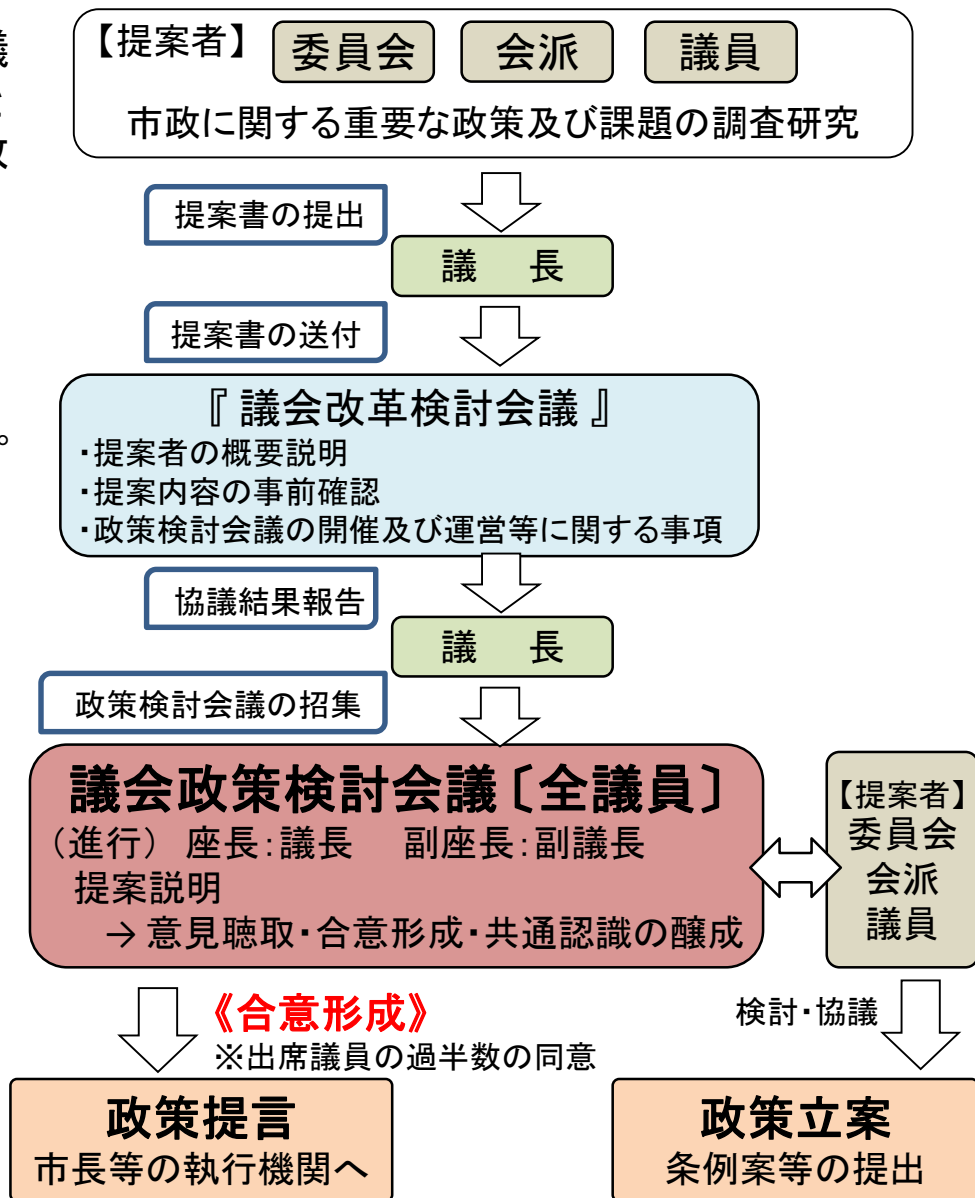 議
【提案者】 委員会 会派 議員
市政に関する重要な政策及び課題の調査研究
提案書の提出
議 長
提案書の送付
。
『 議会改革検討会議 』
・提案者の概要説明
・提案内容の事前確認
・政策検討会議の開催及び運営等に関する事項
協議結果報告
議 長
政策検討会議の招集
議会政策検討会議〔全議員〕
（進行） 座長：議長 副座長：副議長
提案説明
→ 意見聴取・合意形成・共通認識の醸成
【提案者】
委員会
会派
議員
《合意形成》
※出席議員の過半数の同意
検討・協議
政策提言
市長等の執行機関へ
政策立案
条例案等の提出